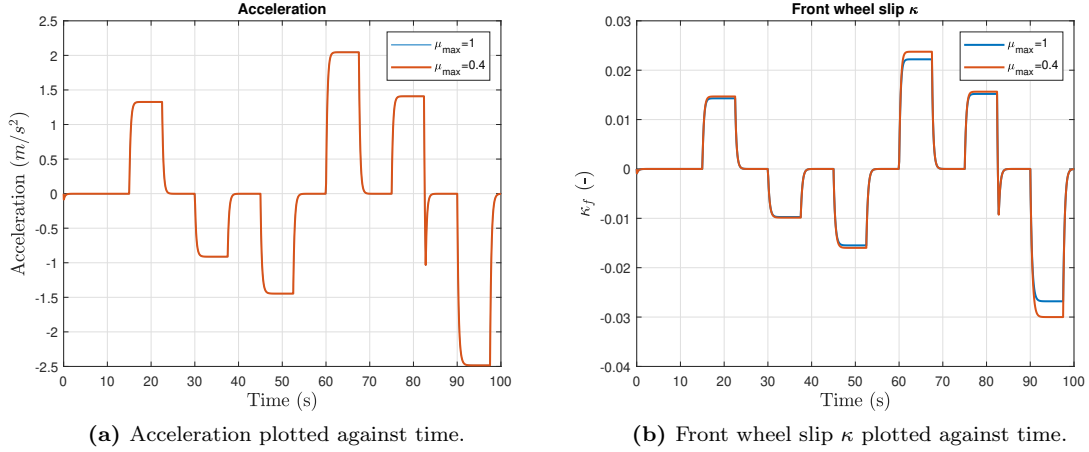 Acceleration
2.5
2
1.5
1
0.5
0
-0.5
-1
-1.5
-2
-2.5
Acceleration (m/s²)
μmax=1
μmax=0.4
0 10 20 30 40 50 60 70 80 90 100
Time (s)
(a) Acceleration plotted against time.
Front wheel slip κ
0.03
0.02
0.01
0
-0.01
-0.02
-0.03
-0.04
κf (-)
μmax=1
μmax=0.4
0 10 20 30 40 50 60 70 80 90 100
Time (s)
(b) Front wheel slip κ plotted against time.